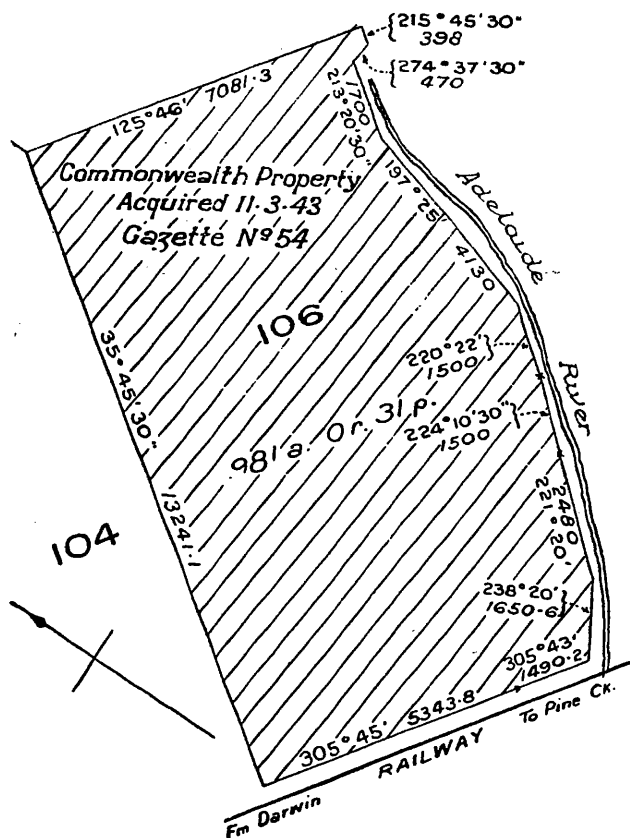 {215°45'30"
398
{274°37'30"
470
125°46' 7081·3
1700
213°20'30"
Commonwealth Property
Acquired 11·3·43
Gazette Nº 54
197°25' 4130
Adelaide River
106
220°22'}
1500
35°45'30" 13241·1
981a. 0r. 31p.
224°10'30"}
1500
2480
221°20'
104
238°20'}
1650·6
305°43'
1490·2
305°45' 5343·8
To Pine Ck.
RAILWAY
Fm Darwin